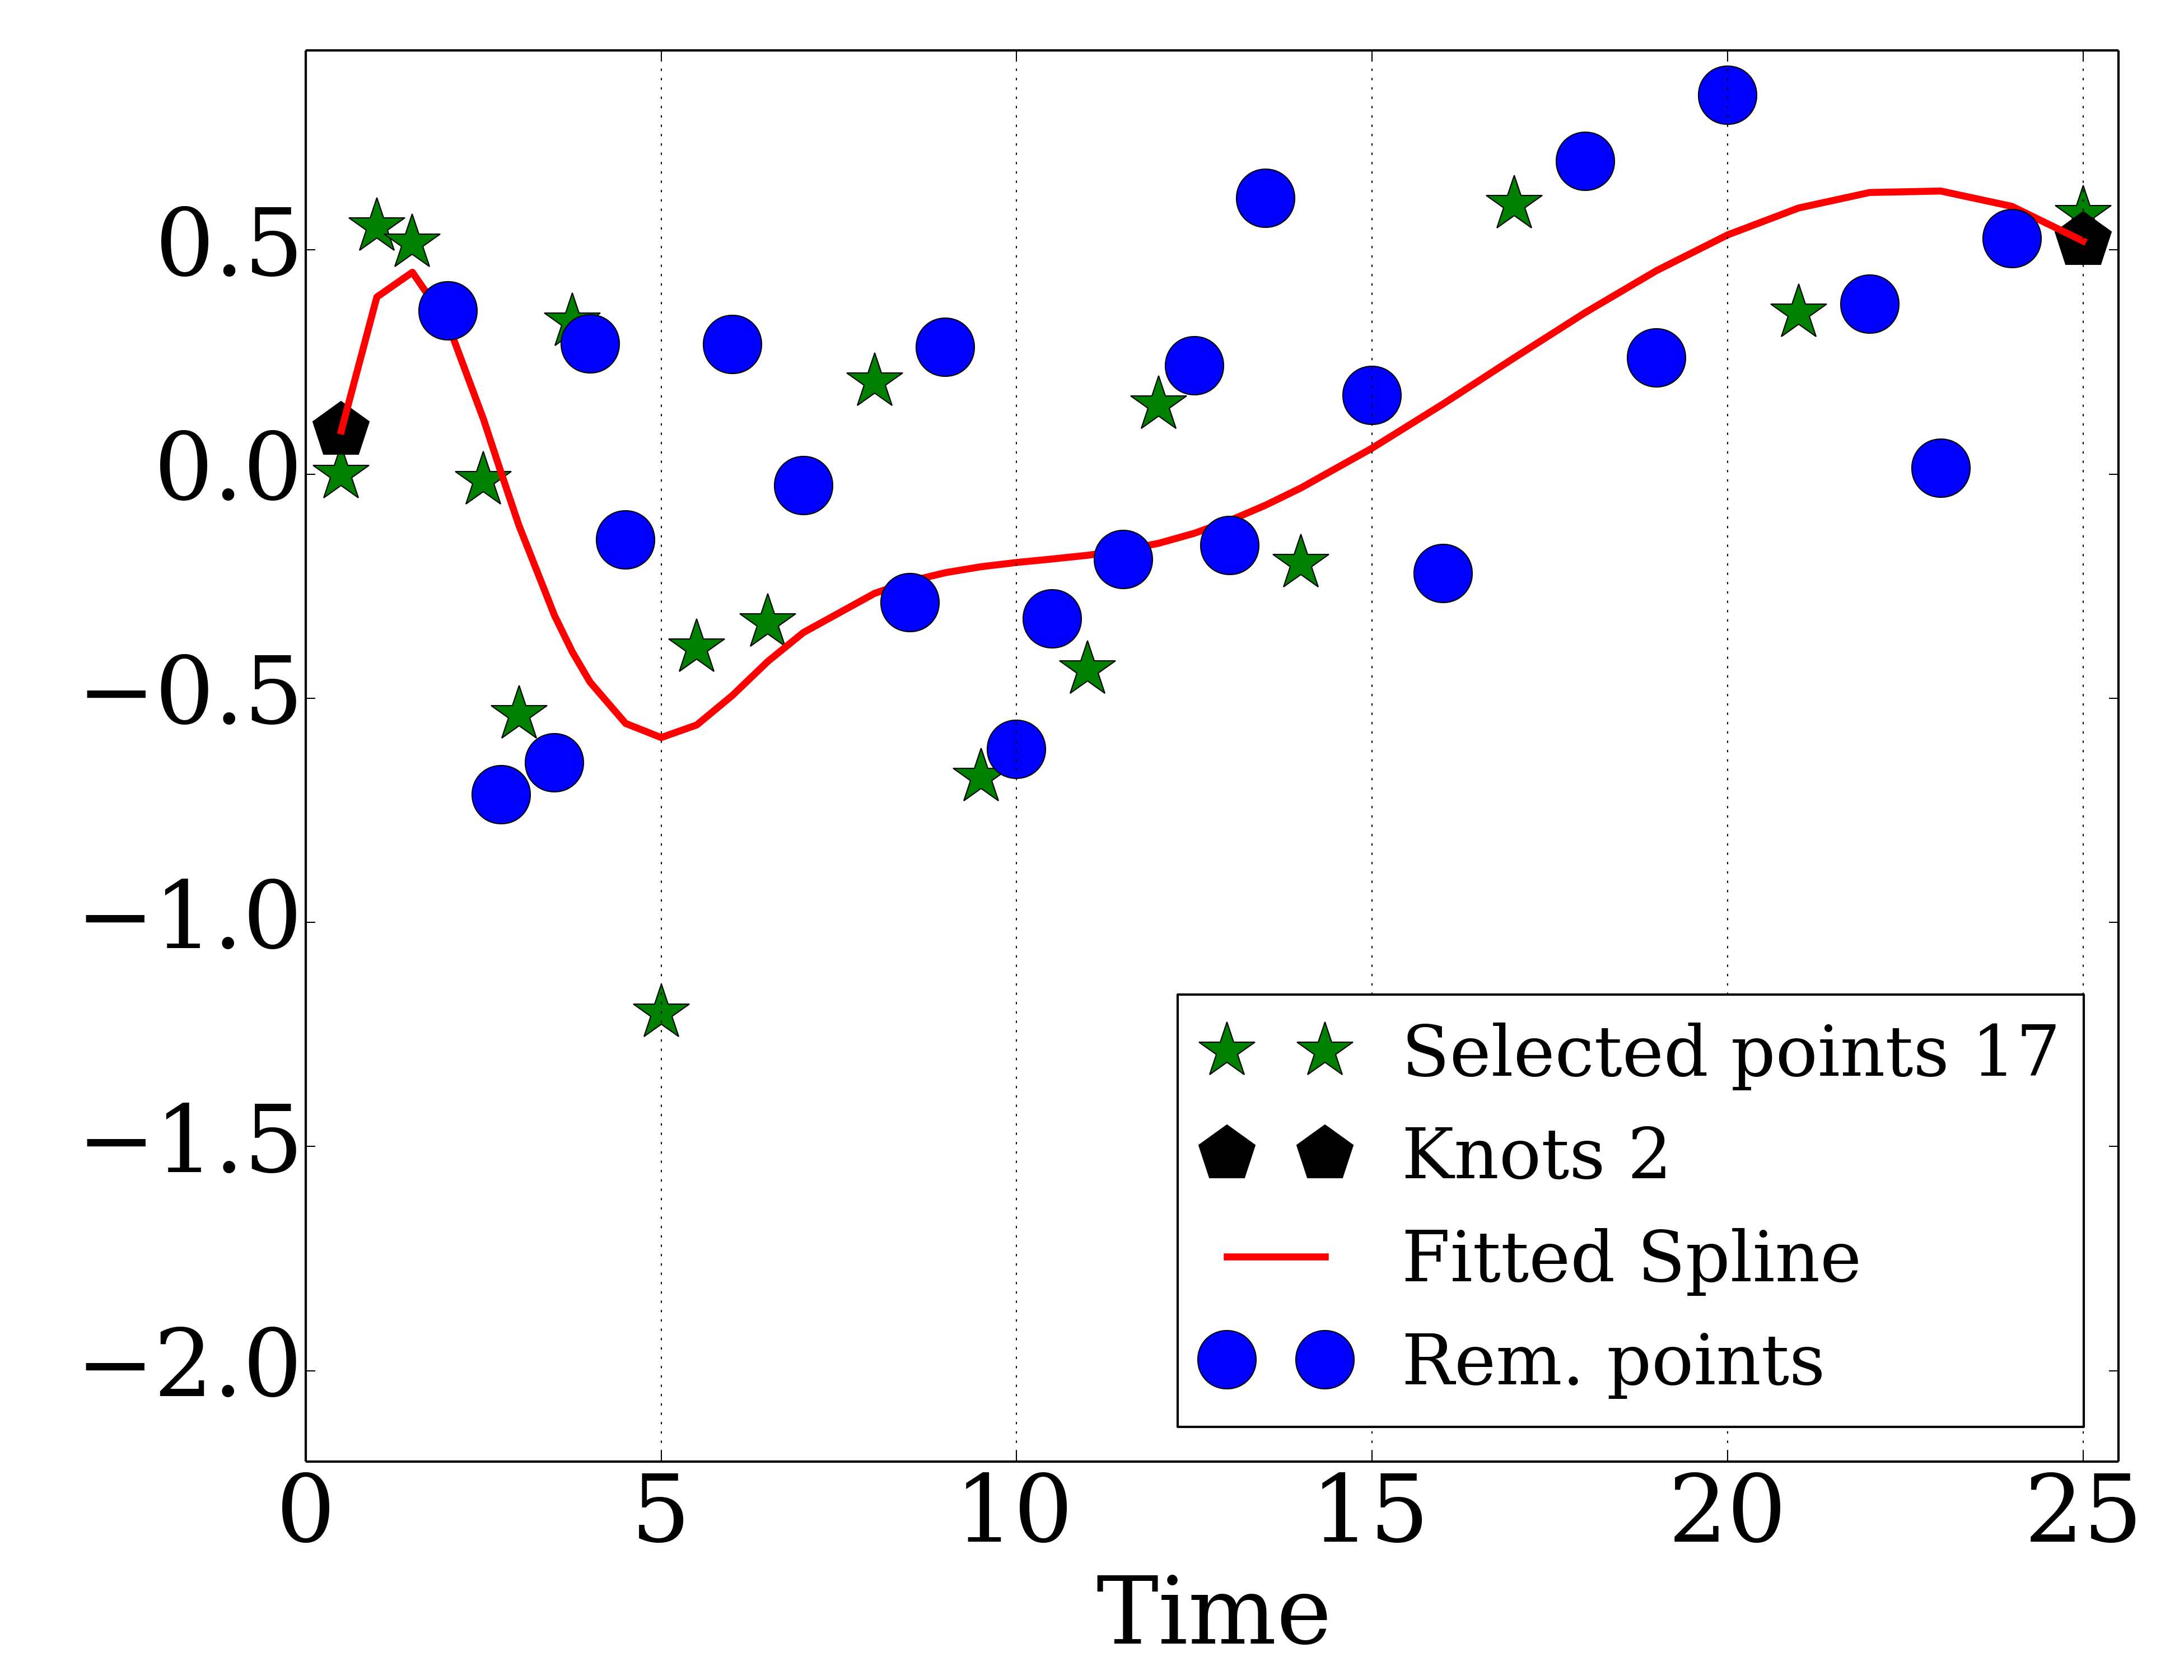 0.5
0.0
−0.5
−1.0
−1.5
−2.0
Selected points 17
Knots 2
Fitted Spline
Rem. points
0 5 10 15 20 25
Time